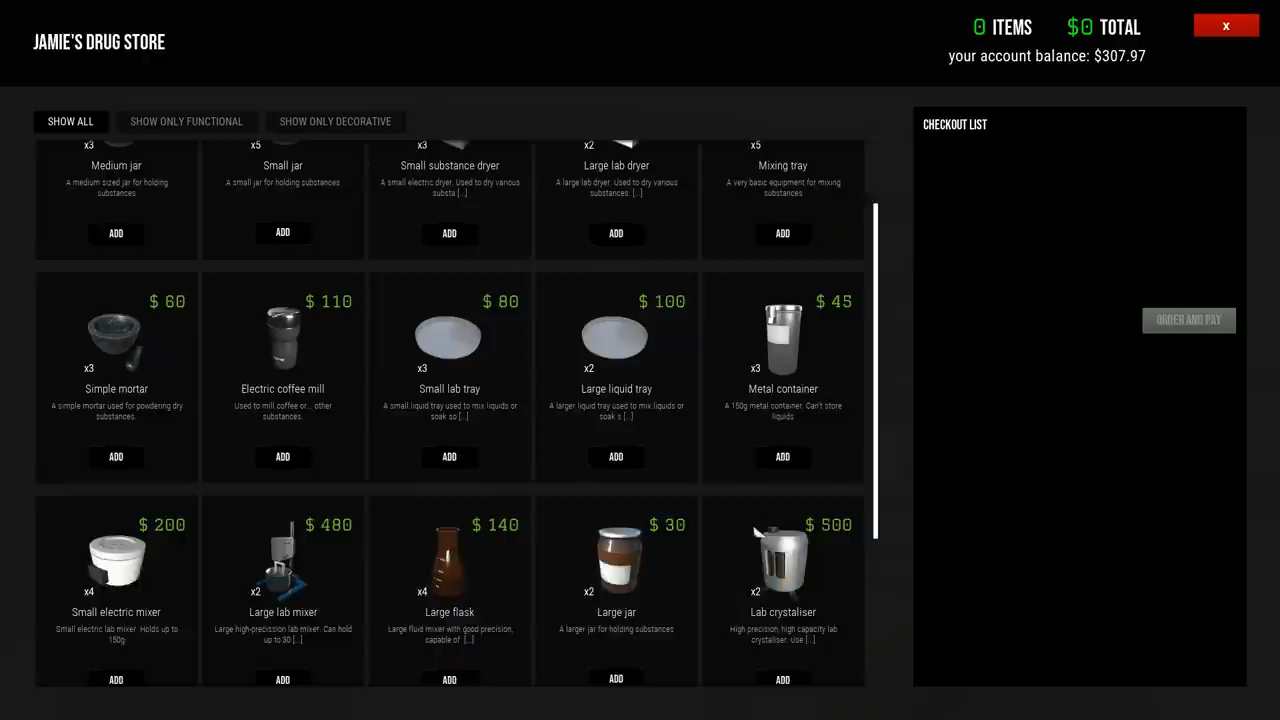 JAMIE'S DRUG STORE
0 ITEMS $0 TOTAL
x
your account balance: $307.97
SHOW ALL
SHOW ONLY FUNCTIONAL
SHOW ONLY DECORATIVE
CHECKOUT LIST
x3
x5
x3
x2
x5
Medium jar
Small jar
Small substance dryer
Large lab dryer
Mixing tray
A medium sized jar for holding
substances
A small jar for holding substances
A small electric dryer. Used to dry various
substa [...]
A large lab dryer. Used to dry various
substances. [...]
A very basic equipment for mixing
substances
ADD
ADD
ADD
ADD
ADD
$ 60
$ 110
$ 80
$ 100
$ 45
x3
x3
x2
x3
Simple mortar
Electric coffee mill
Small lab tray
Large liquid tray
Metal container
A simple mortar used for powdering dry
substances.
Used to mill coffee or... other
substances.
A small liquid tray used to mix liquids or
soak so [...]
A larger liquid tray used to mix liquids or
soak s [...]
A 150g metal container. Can't store
liquids
ADD
ADD
ADD
ADD
ADD
ORDER AND PAY
$ 200
$ 480
$ 140
$ 30
$ 500
x4
x2
x4
x2
x2
Small electric mixer
Large lab mixer
Large flask
Large jar
Lab crystaliser
Small electric lab mixer. Holds up to
150g.
Large high-precission lab mixer. Can hold
up to 30 [...]
Large fluid mixer with good precision,
capable of [...]
A larger jar for holding substances
High precision, high capacity lab
crystaliser. Use [...]
ADD
ADD
ADD
ADD
ADD